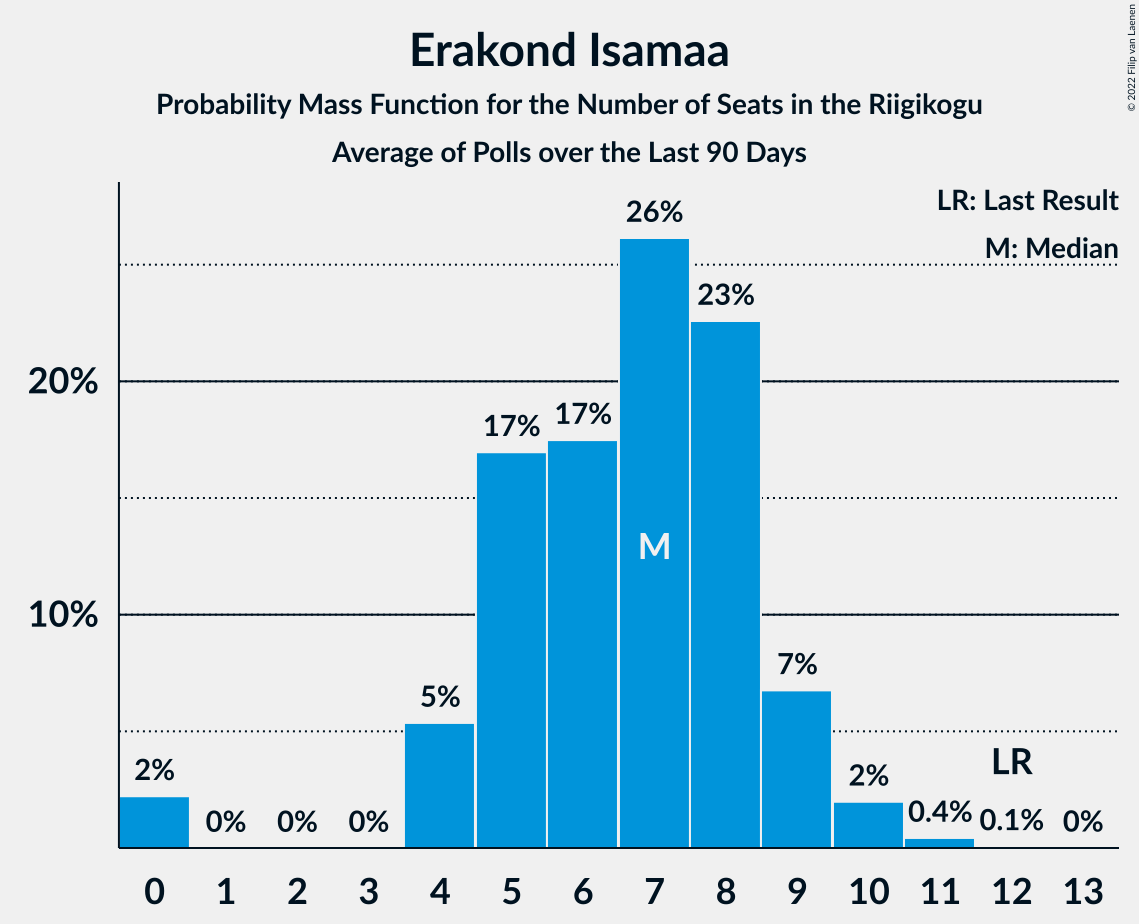 Erakond Isamaa
Probability Mass Function for the Number of Seats in the Riigikogu
Average of Polls over the Last 90 Days
© 2022 Filip van Laenen
LR: Last Result
M: Median
26%
23%
20%
17%
17%
M
10%
7%
5%
LR
2%
2%
0%
0%
0%
0.4%
0.1%
0%
0 1 2 3 4 5 6 7 8 9 10 11 12 13